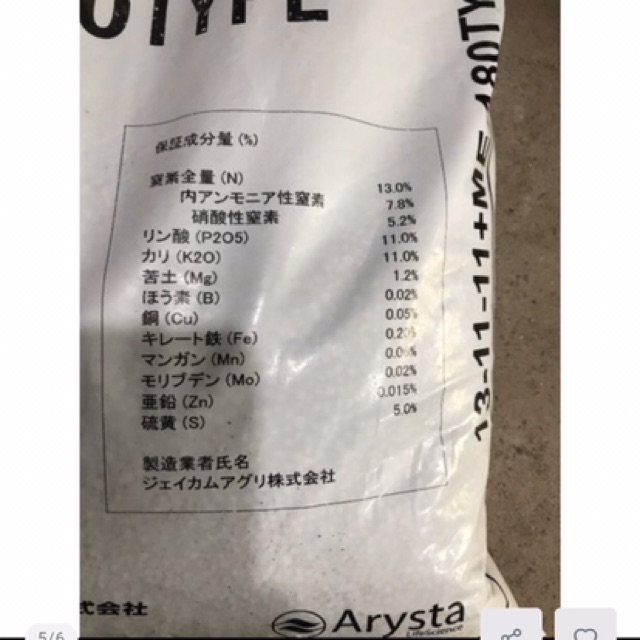 OTYPE
保証成分量(%)
窒素全量(N) 13.0%
内アンモニア性窒素 7.8%
硝酸性窒素 5.2%
リン酸(P2O5) 11.0%
カリ(K2O) 11.0%
苦土(Mg) 1.2%
ほう素(B) 0.02%
銅(Cu) 0.05%
キレート鉄(Fe)
マンガン(Mn)
モリブデン(Mo) 0.02%
亜鉛(Zn) 0.015%
硫黄(S) 5.0%
製造業者氏名
ジェイカムアグリ株式会社
13-11-11+ME 180TY
式会社
Arysta
LifeScience
5/6